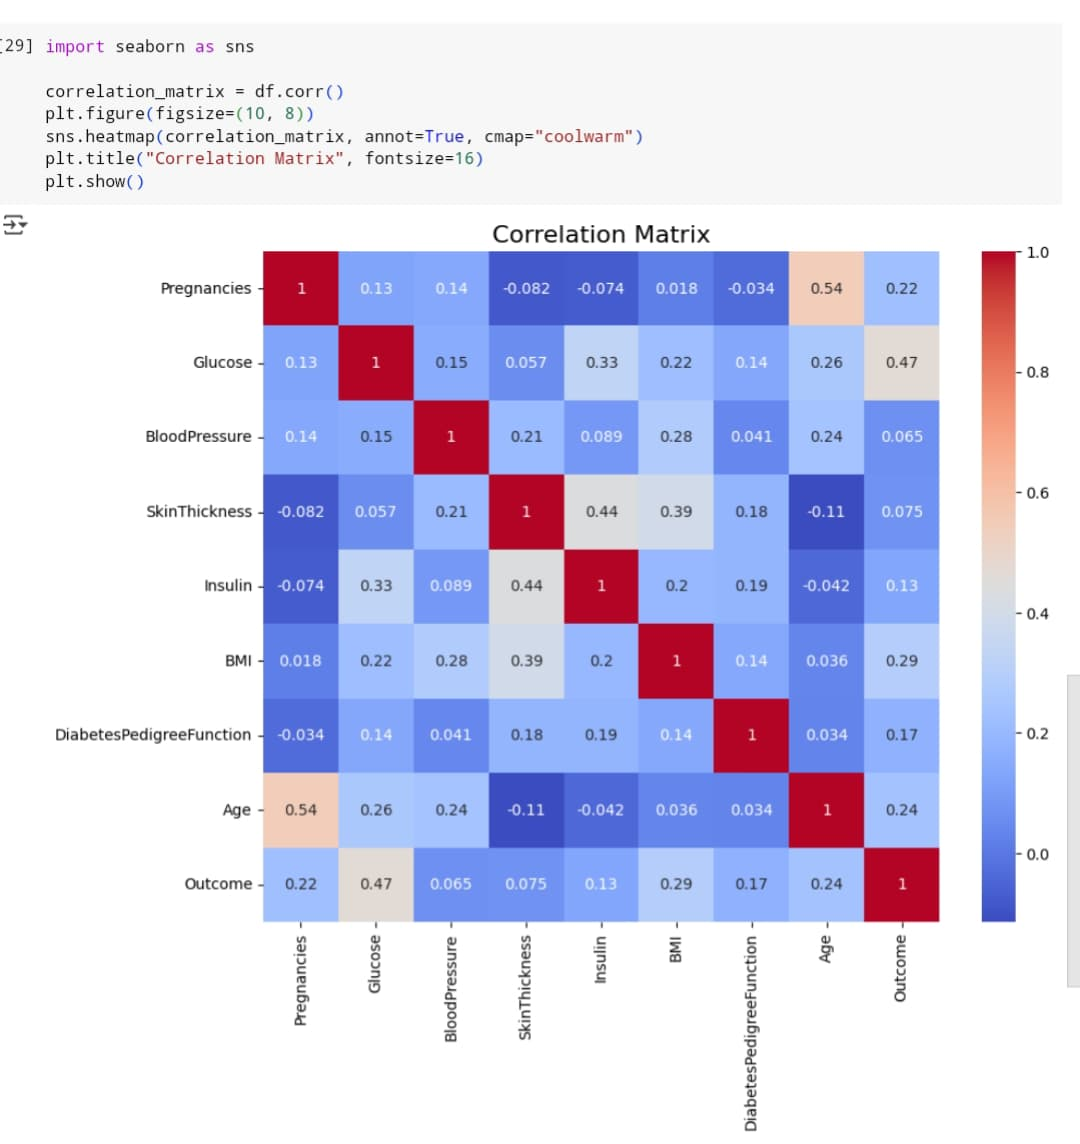 [29] import seaborn as sns
correlation_matrix = df.corr()
plt.figure(figsize=(10, 8))
sns.heatmap(correlation_matrix, annot=True, cmap="coolwarm")
plt.title("Correlation Matrix", fontsize=16)
plt.show()
Correlation Matrix
Pregnancies 1 0.13 0.14 -0.082 -0.074 0.018 -0.034 0.54 0.22
Glucose 0.13 1 0.15 0.057 0.33 0.22 0.14 0.26 0.47
BloodPressure 0.14 0.15 1 0.21 0.089 0.28 0.041 0.24 0.065
SkinThickness -0.082 0.057 0.21 1 0.44 0.39 0.18 -0.11 0.075
Insulin -0.074 0.33 0.089 0.44 1 0.2 0.19 -0.042 0.13
BMI 0.018 0.22 0.28 0.39 0.2 1 0.14 0.036 0.29
DiabetesPedigreeFunction -0.034 0.14 0.041 0.18 0.19 0.14 1 0.034 0.17
Age 0.54 0.26 0.24 -0.11 -0.042 0.036 0.034 1 0.24
Outcome 0.22 0.47 0.065 0.075 0.13 0.29 0.17 0.24 1
Pregnancies
Glucose
BloodPressure
SkinThickness
Insulin
BMI
DiabetesPedigreeFunction
Age
Outcome
1.0
0.8
0.6
0.4
0.2
0.0